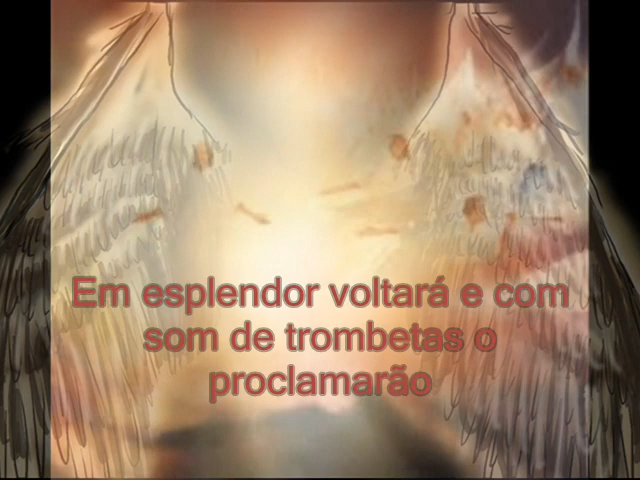 Em esplendor voltará e com
som de trombetas o
proclamarão